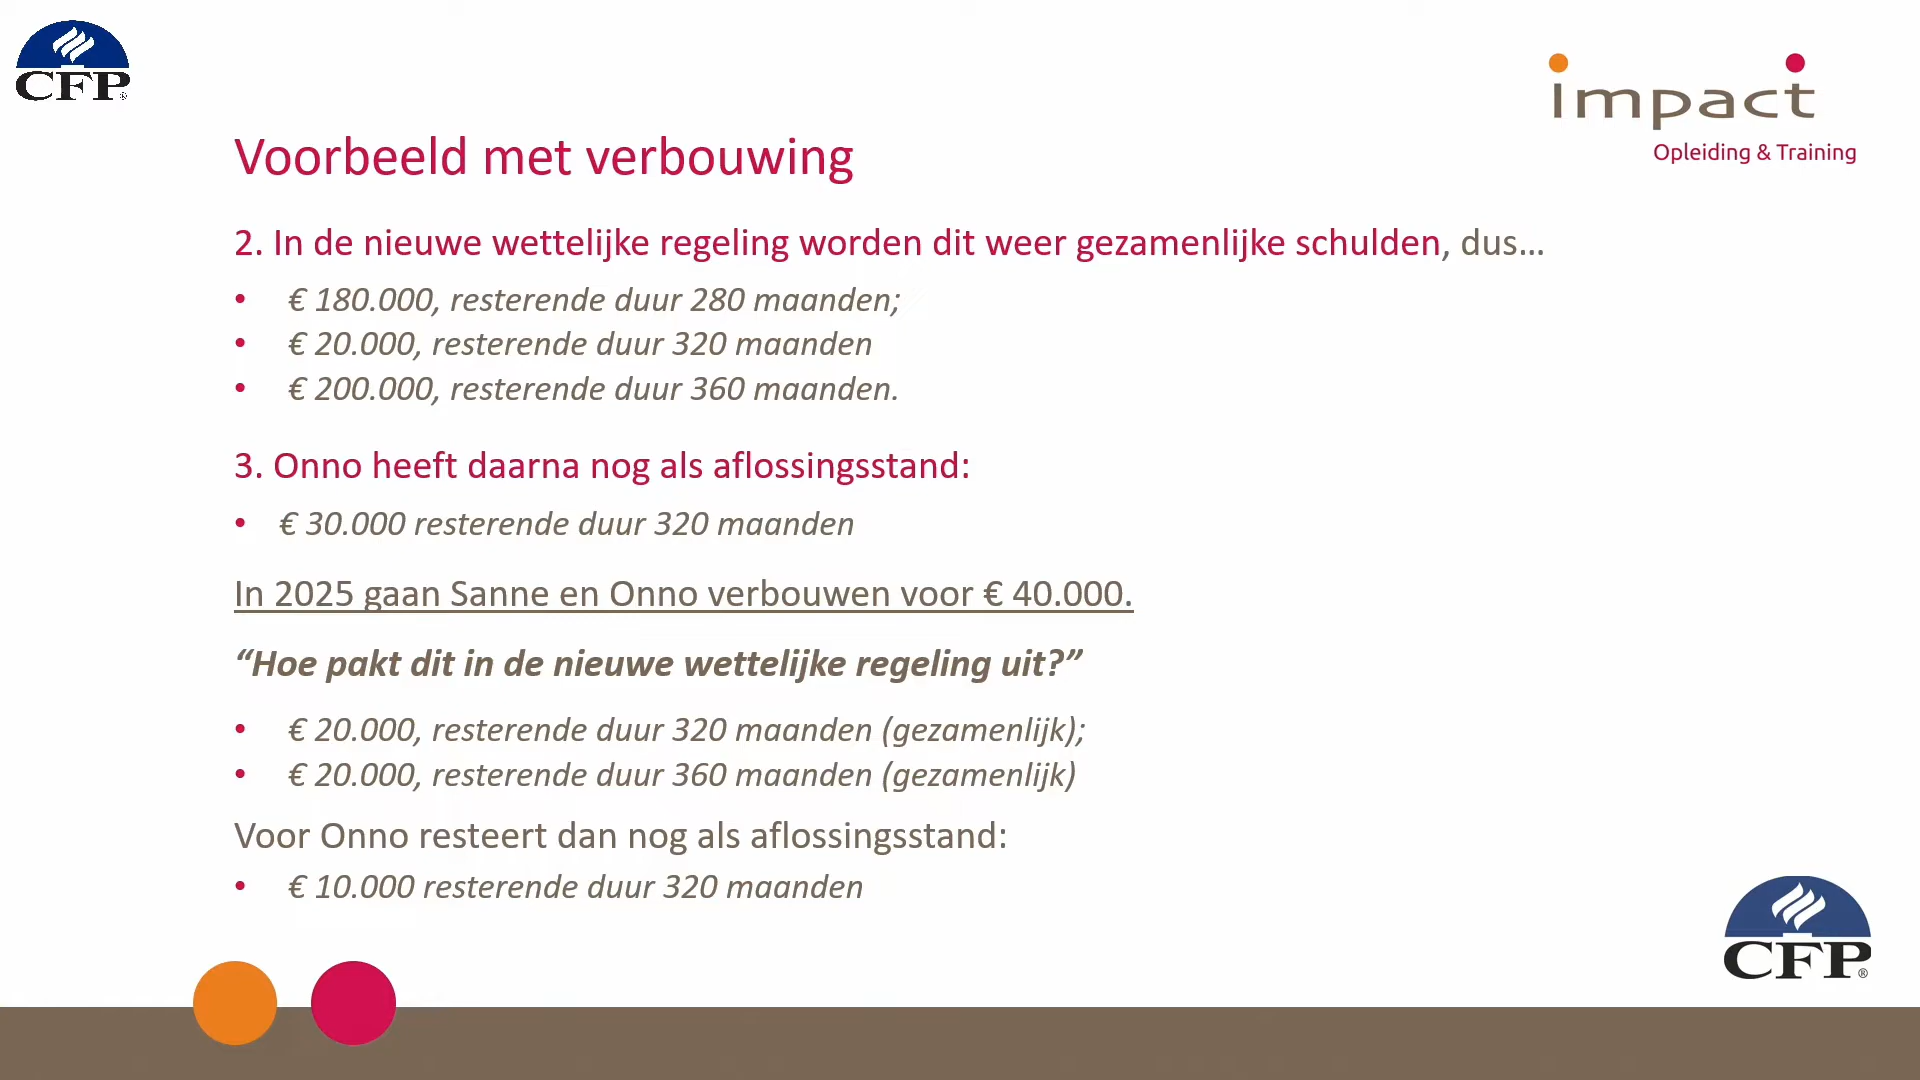 CFP®
impact
Opleiding & Training
Voorbeeld met verbouwing
2. In de nieuwe wettelijke regeling worden dit weer gezamenlijke schulden, dus...
• € 180.000, resterende duur 280 maanden;
• € 20.000, resterende duur 320 maanden
• € 200.000, resterende duur 360 maanden.
3. Onno heeft daarna nog als aflossingsstand:
• € 30.000 resterende duur 320 maanden
In 2025 gaan Sanne en Onno verbouwen voor € 40.000.
“Hoe pakt dit in de nieuwe wettelijke regeling uit?”
• € 20.000, resterende duur 320 maanden (gezamenlijk);
• € 20.000, resterende duur 360 maanden (gezamenlijk)
Voor Onno resteert dan nog als aflossingsstand:
• € 10.000 resterende duur 320 maanden
CFP®